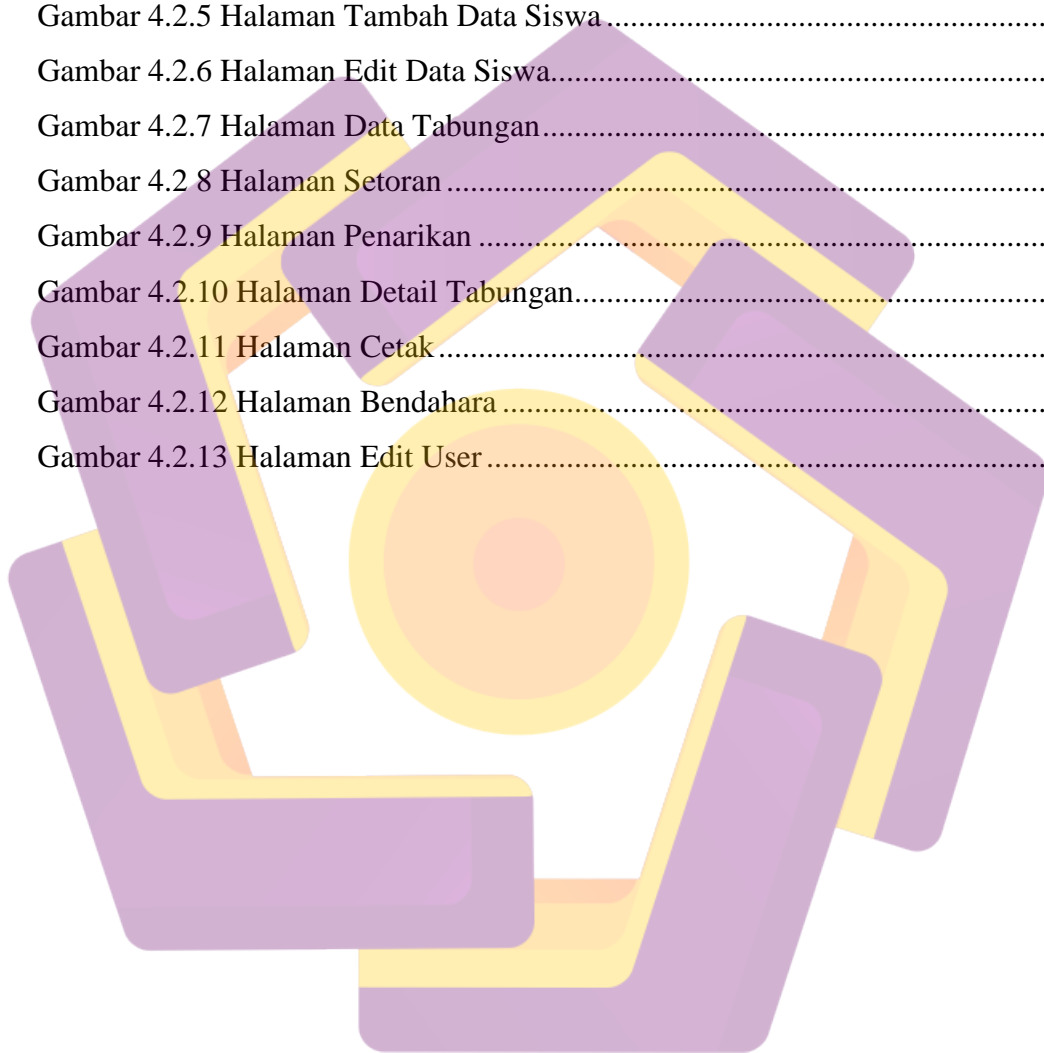 Gambar 4.2.5 Halaman Tambah Data Siswa........................................................
Gambar 4.2.6 Halaman Edit Data Siswa...............................................................
Gambar 4.2.7 Halaman Data Tabungan................................................................
Gambar 4.2 8 Halaman Setoran............................................................................
Gambar 4.2.9 Halaman Penarikan........................................................................
Gambar 4.2.10 Halaman Detail Tabungan............................................................
Gambar 4.2.11 Halaman Cetak.............................................................................
Gambar 4.2.12 Halaman Bendahara.....................................................................
Gambar 4.2.13 Halaman Edit User.......................................................................